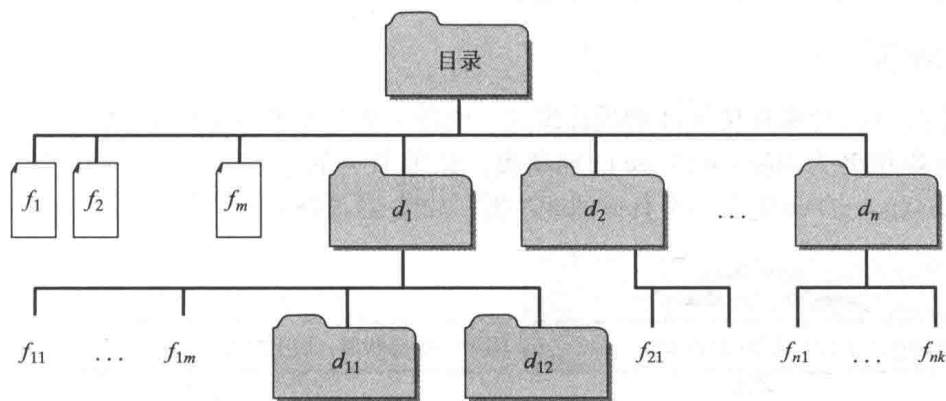 目录
f₁ f₂ fₘ d₁ d₂ ... dₙ
f₁₁ ... f₁ₘ d₁₁ d₁₂ f₂₁ fₙ₁ ... fₙₖ